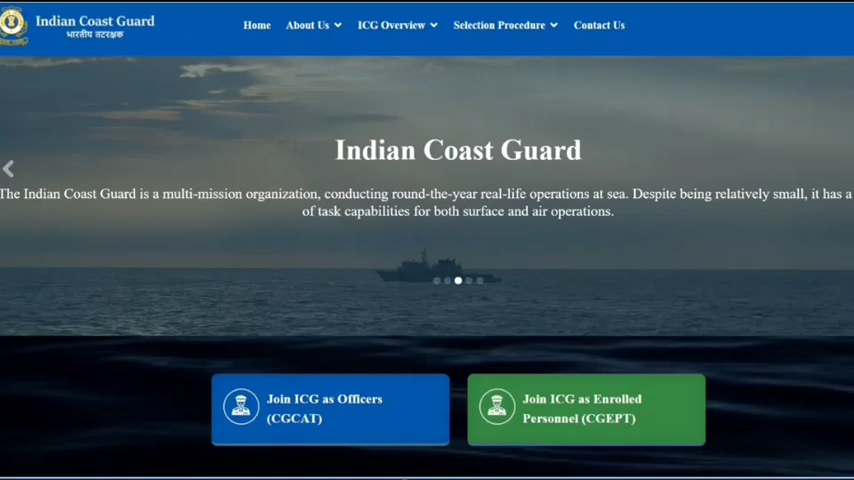 Indian Coast Guard
भारतीय तटरक्षक
Home About Us ICG Overview Selection Procedure Contact Us
Indian Coast Guard
The Indian Coast Guard is a multi-mission organization, conducting round-the-year real-life operations at sea. Despite being relatively small, it has a
of task capabilities for both surface and air operations.
Join ICG as Officers
(CGCAT)
Join ICG as Enrolled
Personnel (CGEPT)